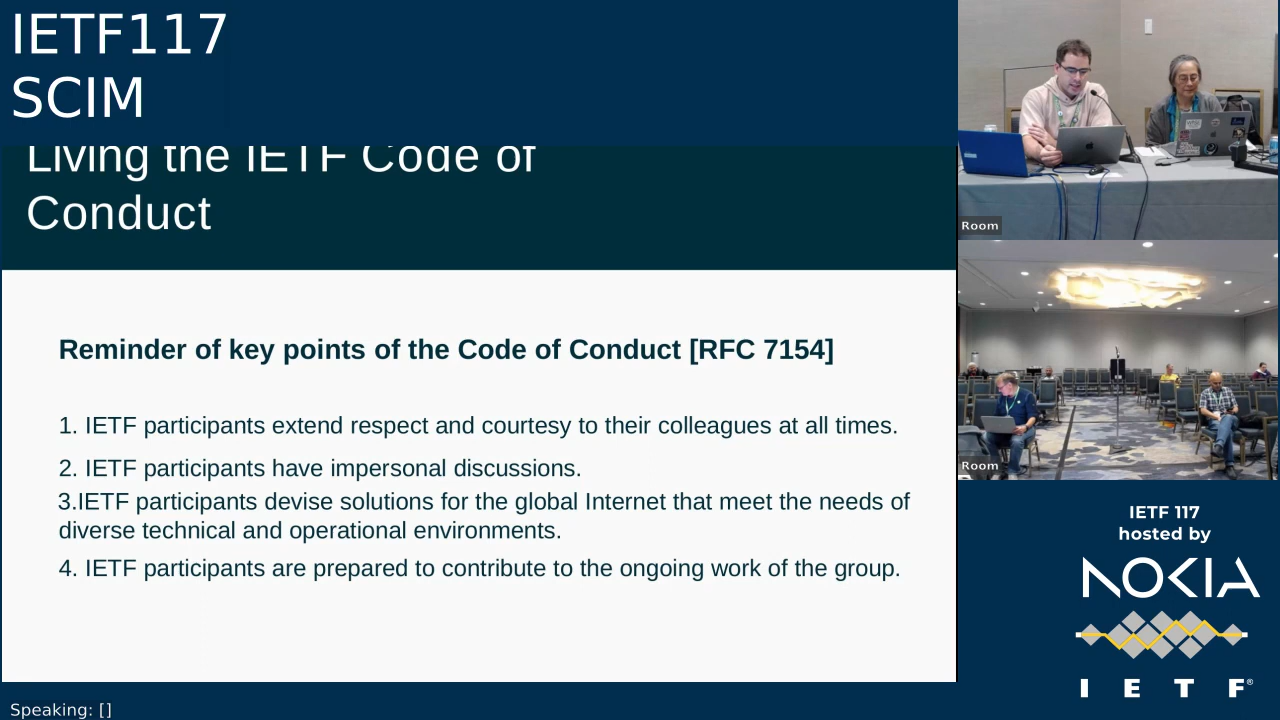 IETF117
SCIM
Living the IETF Code of
Conduct
Reminder of key points of the Code of Conduct [RFC 7154]
1. IETF participants extend respect and courtesy to their colleagues at all times.
2. IETF participants have impersonal discussions.
3.IETF participants devise solutions for the global Internet that meet the needs of
diverse technical and operational environments.
4. IETF participants are prepared to contribute to the ongoing work of the group.
Room
Room
IETF 117
hosted by
NOKIA
I E T F®
Speaking: []